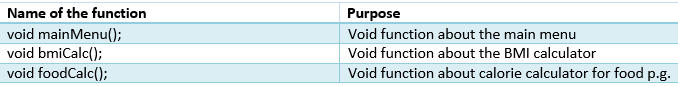 Name of the function Purpose
void mainMenu(); Void function about the main menu
void bmiCalc(); Void function about the BMI calculator
void foodCalc(); Void function about calorie calculator for food p.g.